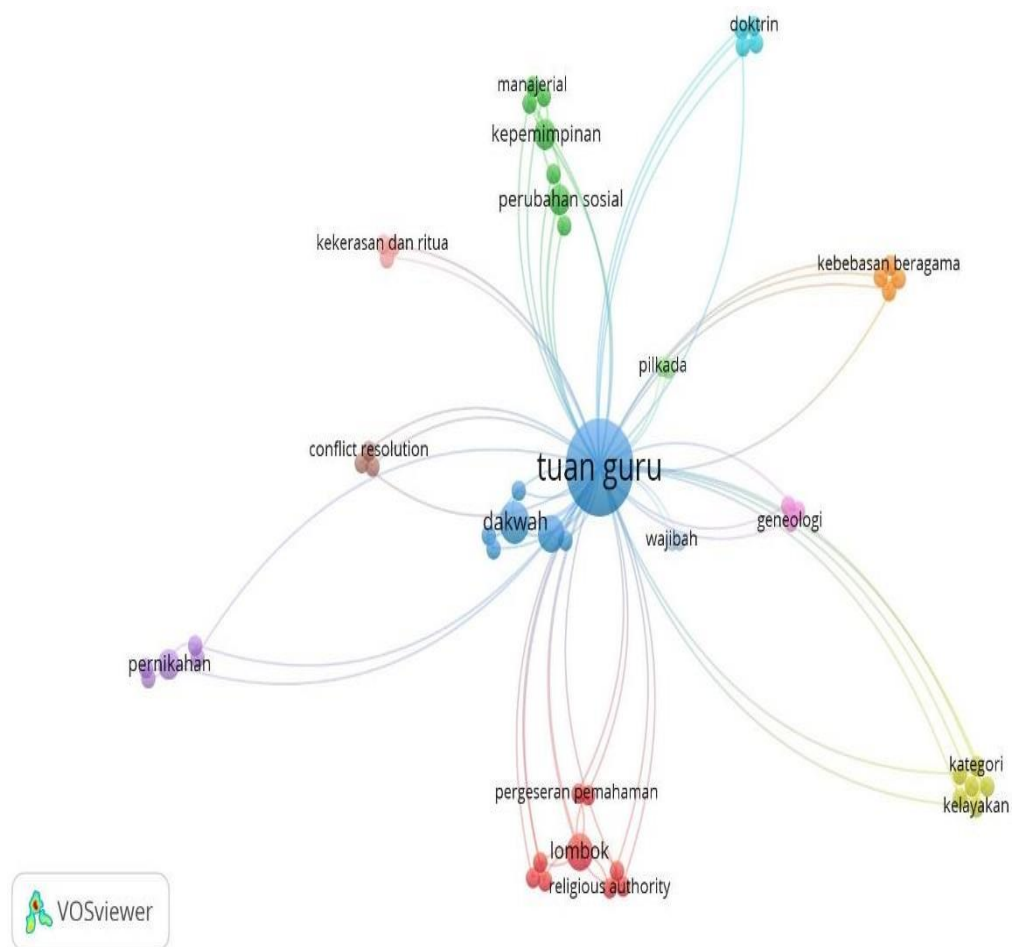 doktrin
manajerial
kepemimpinan
perubahan sosial
kekerasan dan ritua
kebebasan beragama
pilkada
conflict resolution
tuan guru
dakwah
wajibah
geneologi
pernikahan
kategori
pergeseran pemahaman
kelayakan
lombok
religious authority
VOSviewer